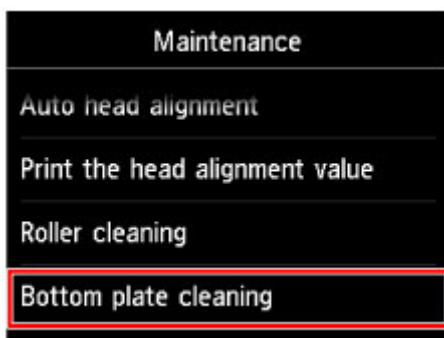 Maintenance
Auto head alignment
Print the head alignment value
Roller cleaning
Bottom plate cleaning